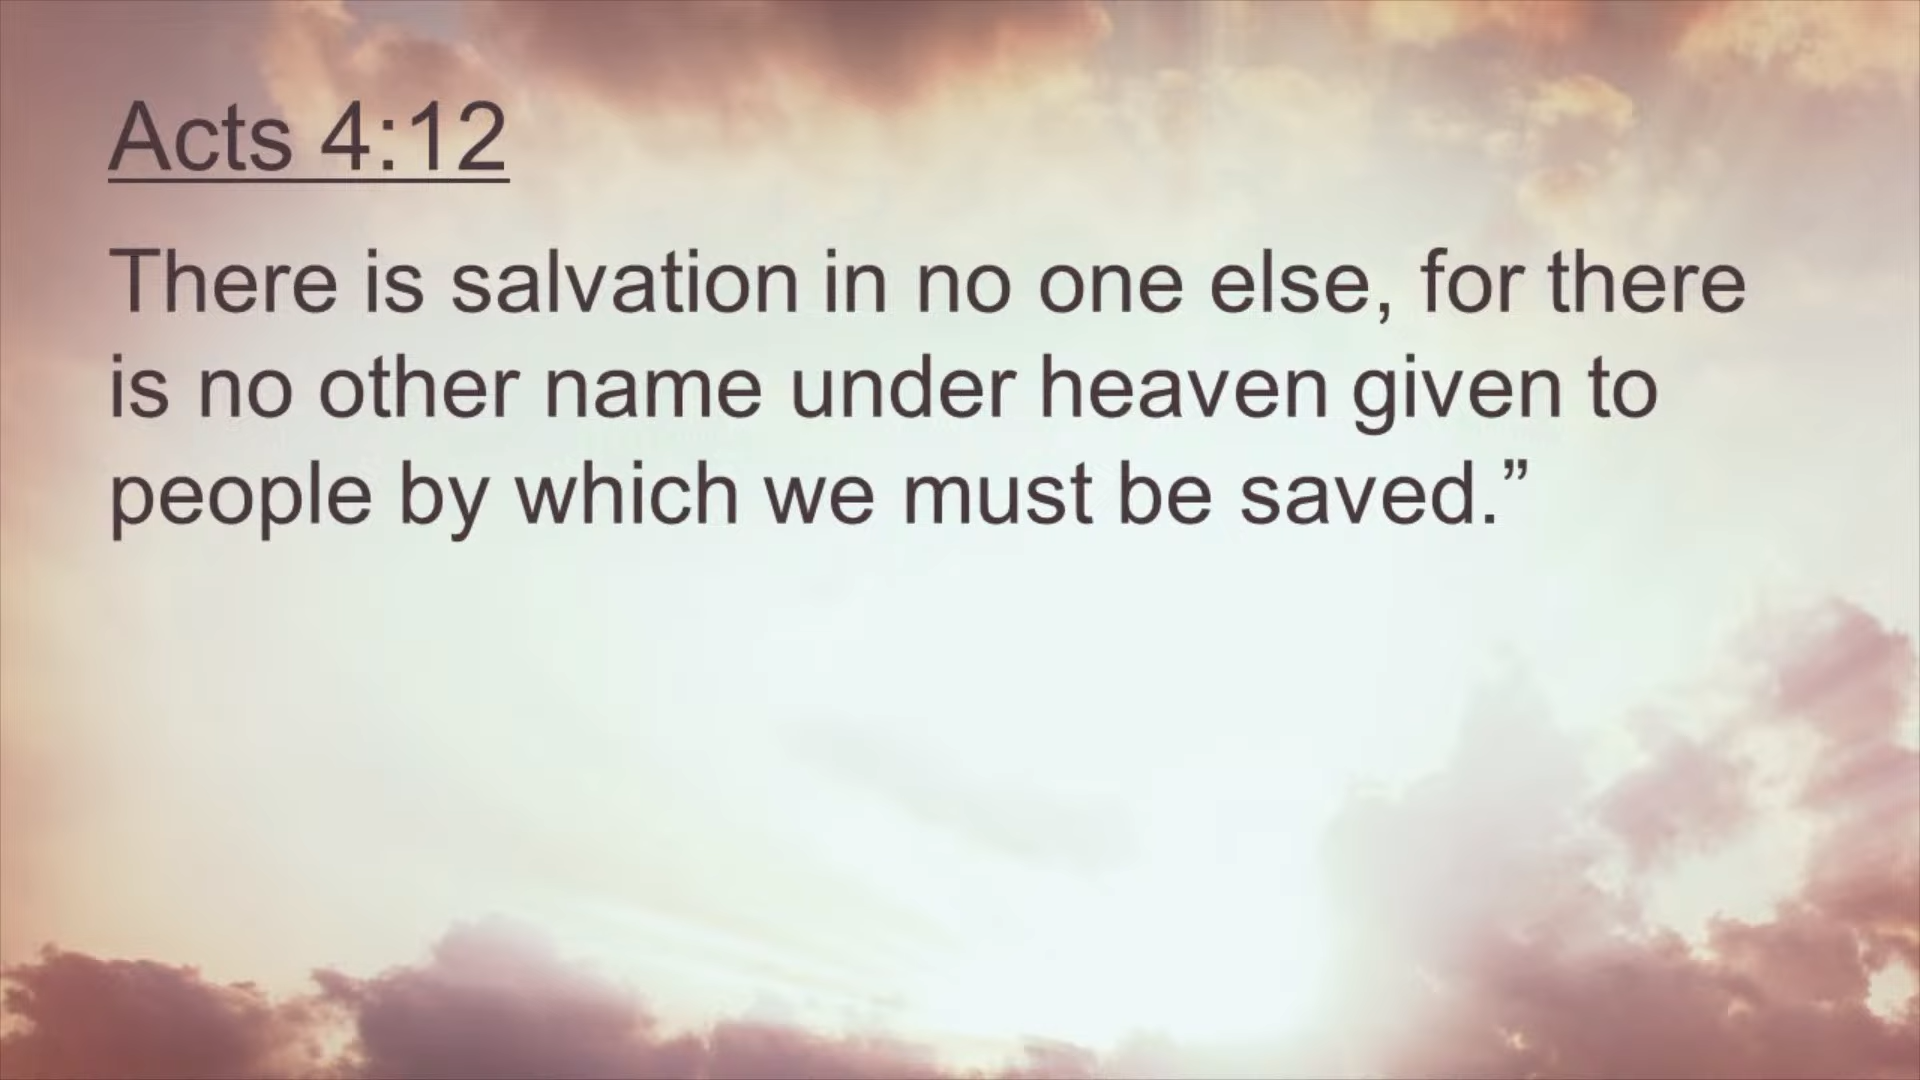 Acts 4:12
There is salvation in no one else, for there
is no other name under heaven given to
people by which we must be saved.”